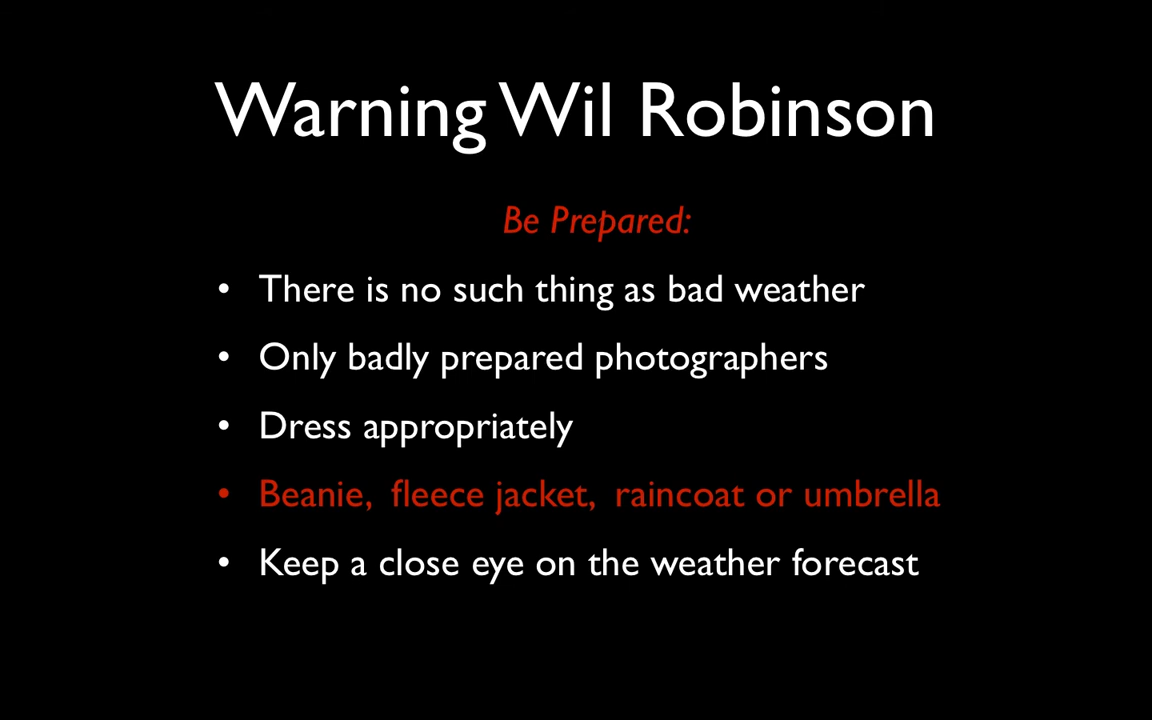 Warning Wil Robinson
Be Prepared:
• There is no such thing as bad weather
• Only badly prepared photographers
• Dress appropriately
• Beanie, fleece jacket, raincoat or umbrella
• Keep a close eye on the weather forecast